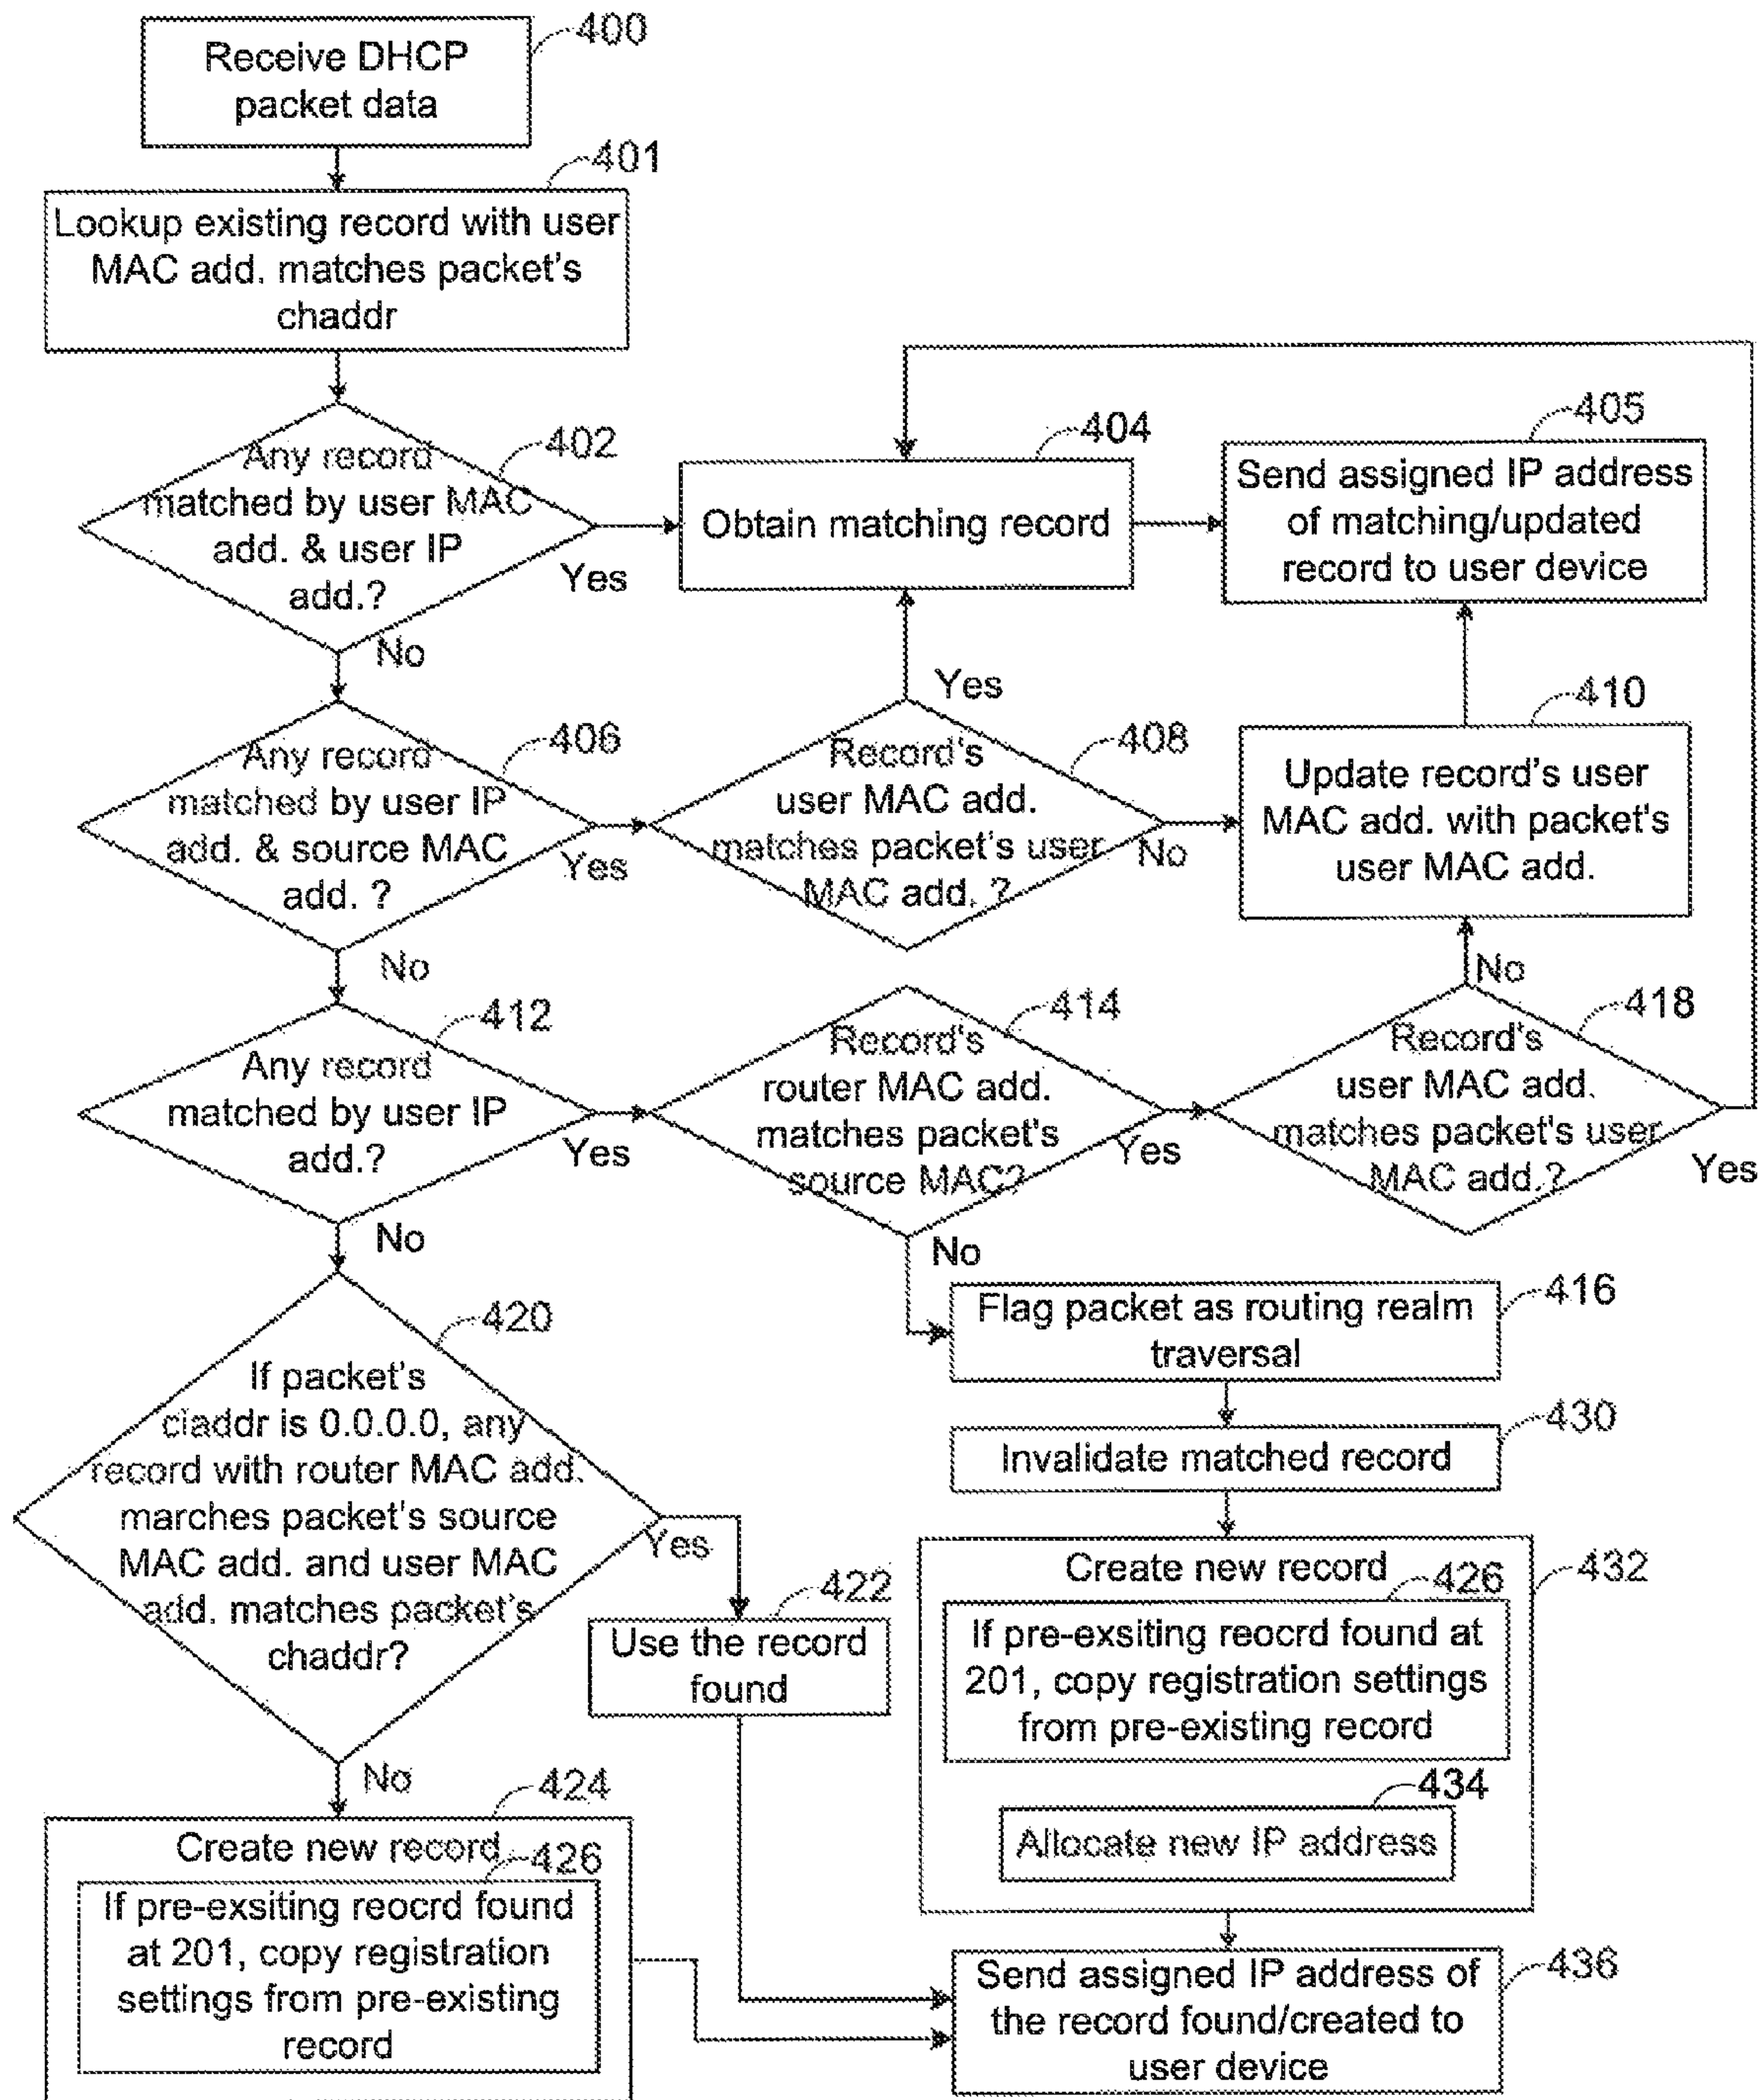 400
Receive DHCP
packet data
401
Lookup existing record with user
MAC add. matches packet's
chaddr
402
Any record
matched by user MAC
add. & user IP
add.?
Yes
No
404
Obtain matching record
405
Send assigned IP address
of matching/updated
record to user device
406
Any record
matched by user IP
add. & source MAC
add. ?
Yes
No
408
Record's
user MAC add.
matches packet's user
MAC add. ?
Yes
No
410
Update record's user
MAC add. with packet's
user MAC add.
412
Any record
matched by user IP
add.?
Yes
No
414
Record's
router MAC add.
matches packet's
source MAC?
Yes
No
418
Record's
user MAC add.
matches packet's user
MAC add.?
No
Yes
416
Flag packet as routing realm
traversal
430
Invalidate matched record
420
If packet's
ciaddr is 0.0.0.0, any
record with router MAC add.
marches packet's source
MAC add. and user MAC
add. matches packet's
chaddr?
Yes
No
422
Use the record
found
432
Create new record
426
If pre-exsiting reocrd found at
201, copy registration settings
from pre-existing record
434
Allocate new IP address
424
Create new record
426
If pre-exsiting reocrd found
at 201, copy registration
settings from pre-existing
record
436
Send assigned IP address of
the record found/created to
user device